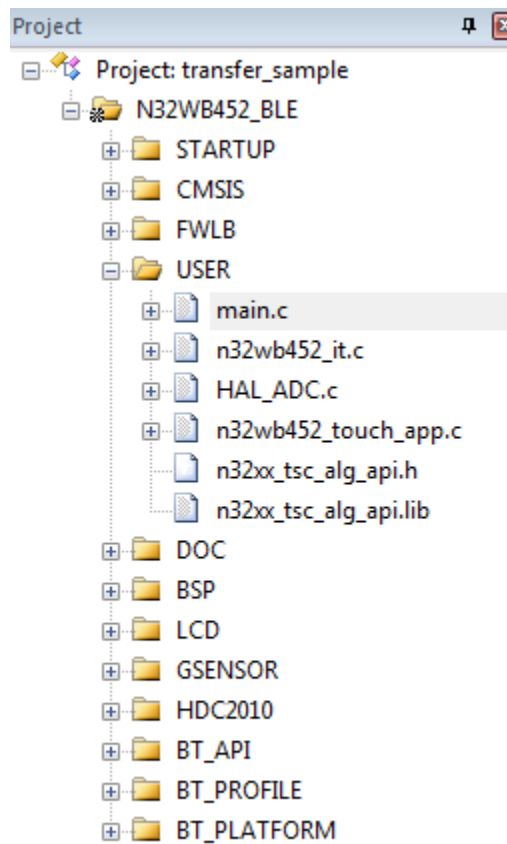 Project
Project: transfer_sample
N32WB452_BLE
STARTUP
CMSIS
FWLB
USER
main.c
n32wb452_it.c
HAL_ADC.c
n32wb452_touch_app.c
n32xx_tsc_alg_api.h
n32xx_tsc_alg_api.lib
DOC
BSP
LCD
GSENSOR
HDC2010
BT_API
BT_PROFILE
BT_PLATFORM